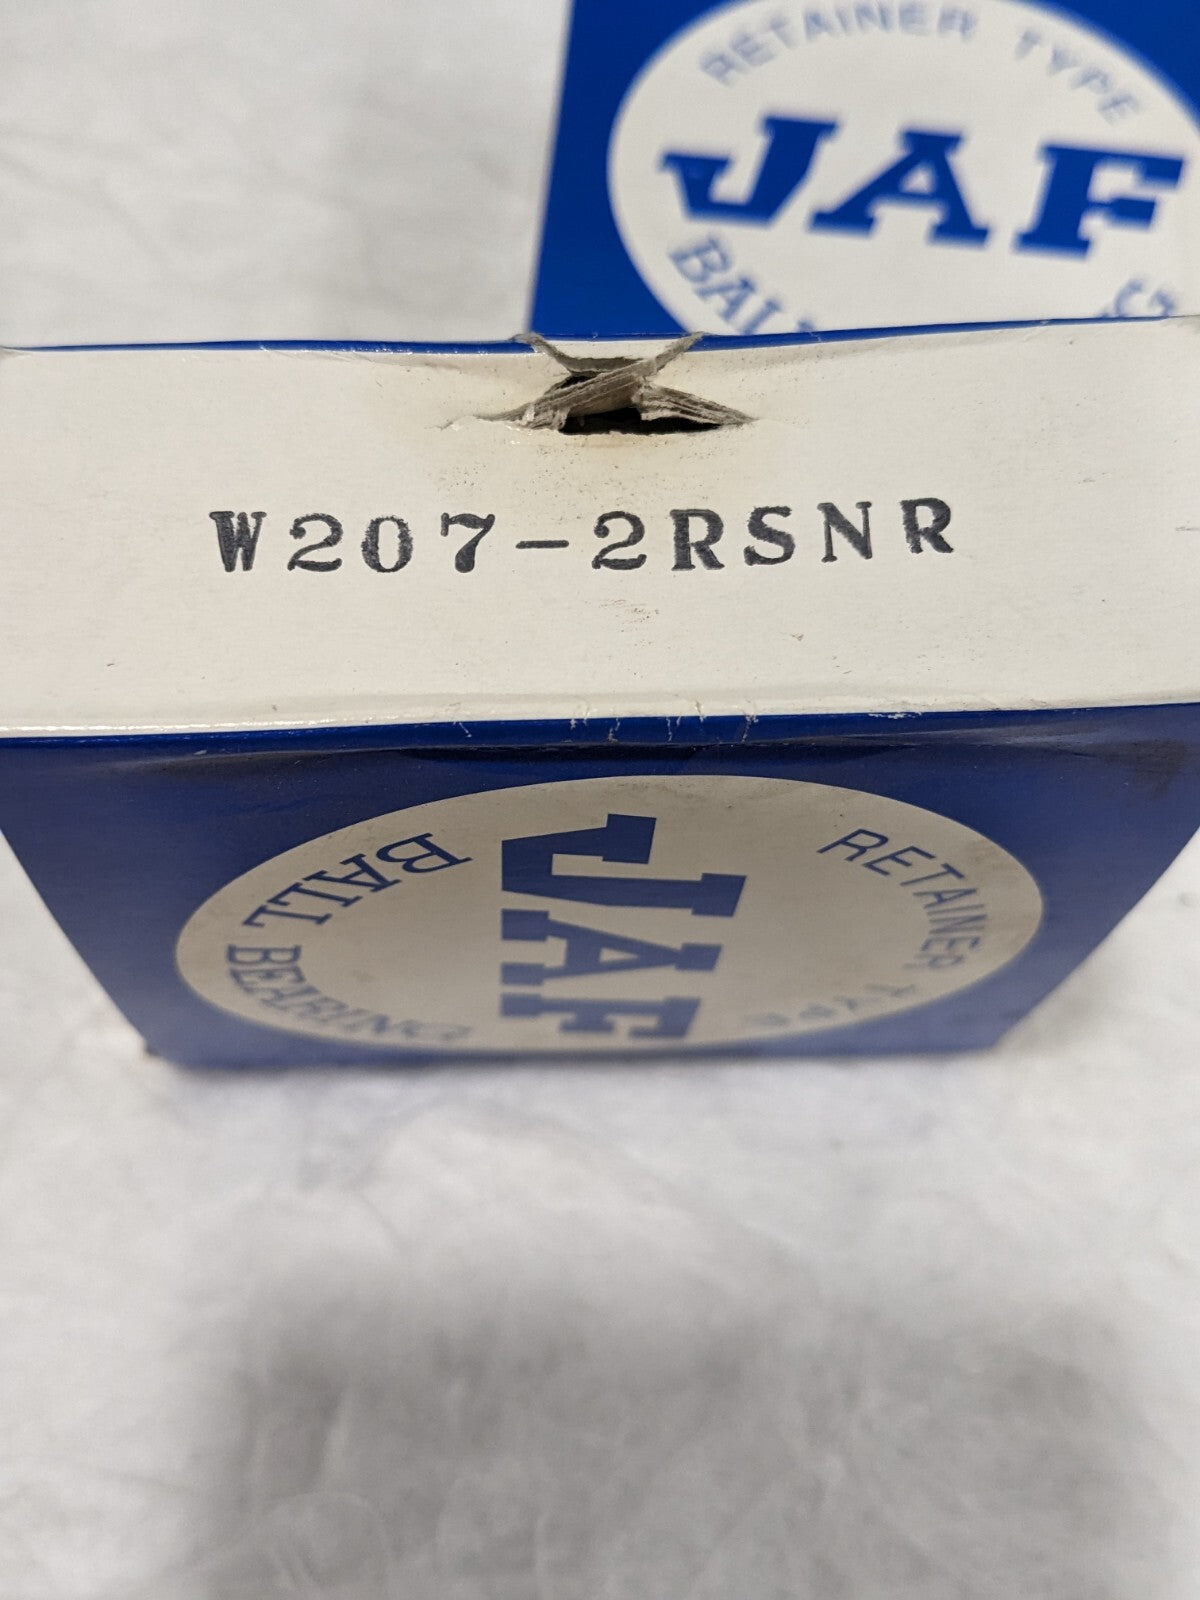 RETAINER TYPE
JAF
W207-2RSNR
RETAINER TYPE
JAF
BALL BEARING